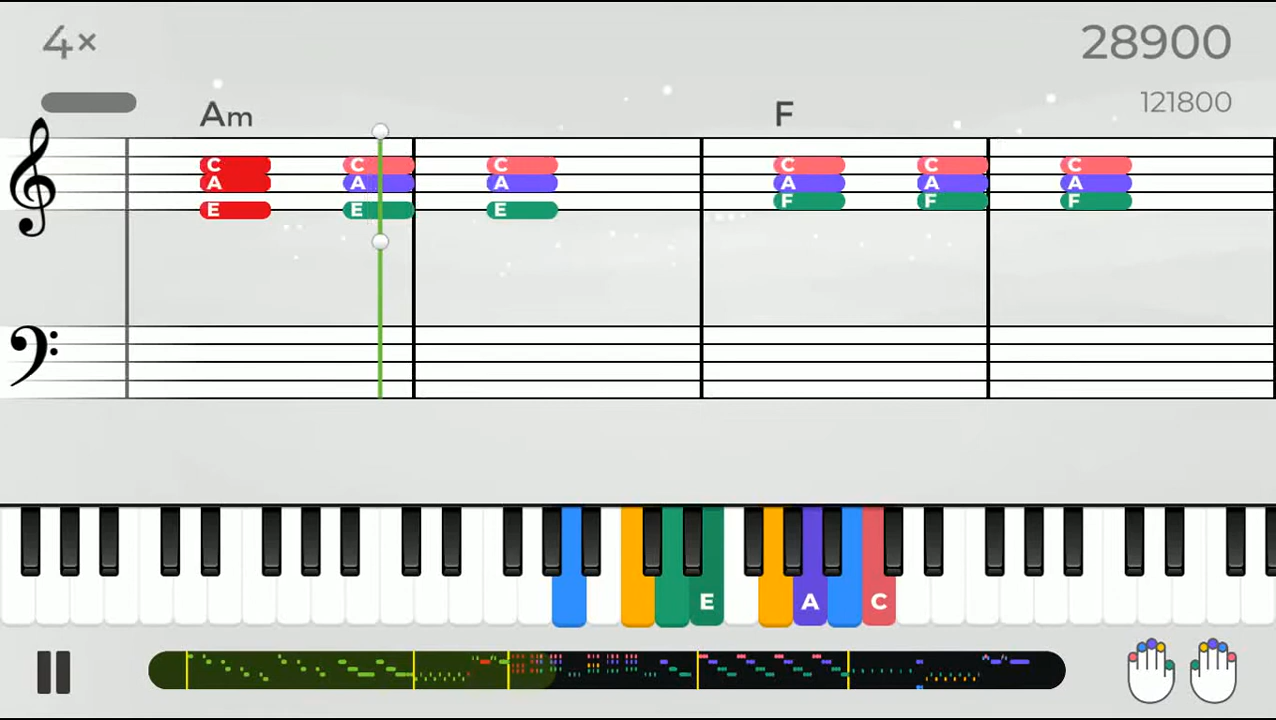 4×
28900
121800
Am F
C C C C C C
A A A A A A
E E E F F F
E A C